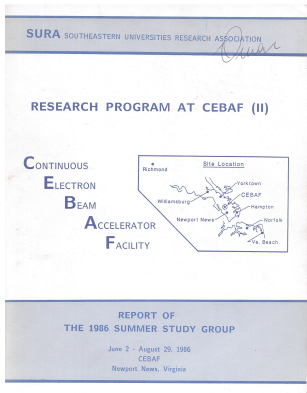 SURA SOUTHEASTERN UNIVERSITIES RESEARCH ASSOCIATION
RESEARCH PROGRAM AT CEBAF (II)
CONTINUOUS
ELECTRON
BEAM
ACCELERATOR
FACILITY
Site Location
Richmond
Yorktown
CEBAF
Williamsburg
Hampton
Newport News
Norfolk
Va. Beach
REPORT OF
THE 1986 SUMMER STUDY GROUP
June 2 - August 29, 1986
CEBAF
Newport News, Virginia